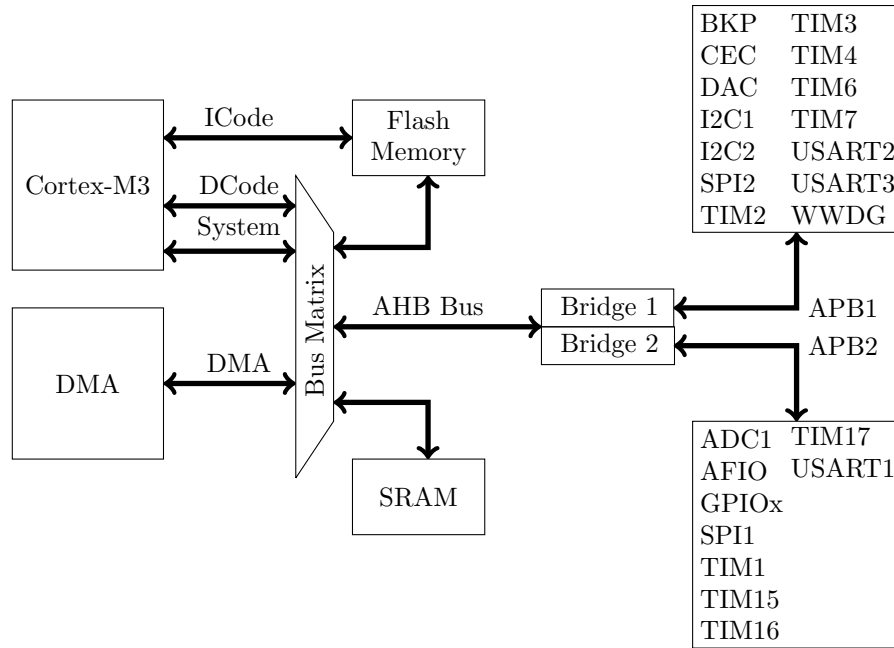 BKP TIM3
CEC TIM4
DAC TIM6
I2C1 TIM7
I2C2 USART2
SPI2 USART3
TIM2 WWDG
ICode
Flash
Memory
Cortex-M3
DCode
System
Bus Matrix
AHB Bus
Bridge 1
Bridge 2
APB1
APB2
DMA
DMA
SRAM
ADC1 TIM17
AFIO USART1
GPIOx
SPI1
TIM1
TIM15
TIM16